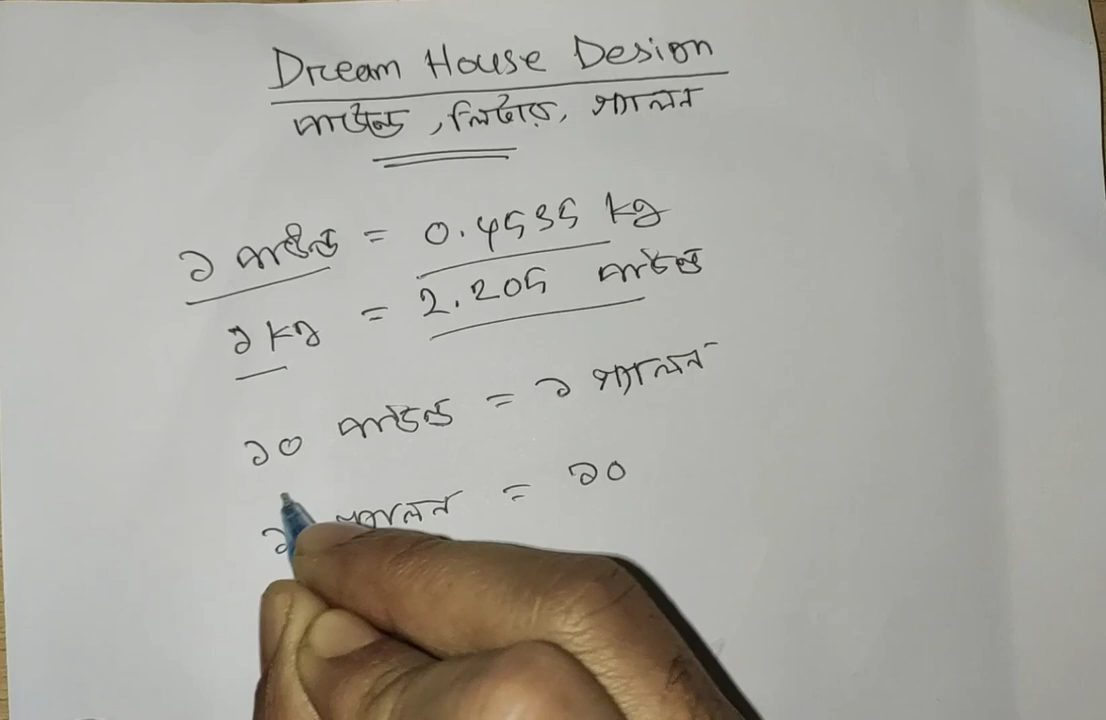 Dream House Design
পাউন্ড, লিটার, গ্যালন
১ পাউন্ড = 0.4535 kg
১ kg = 2.205 পাউন্ড
১০ পাউন্ড = ১ গ্যালন
১ গ্যালন = ১০